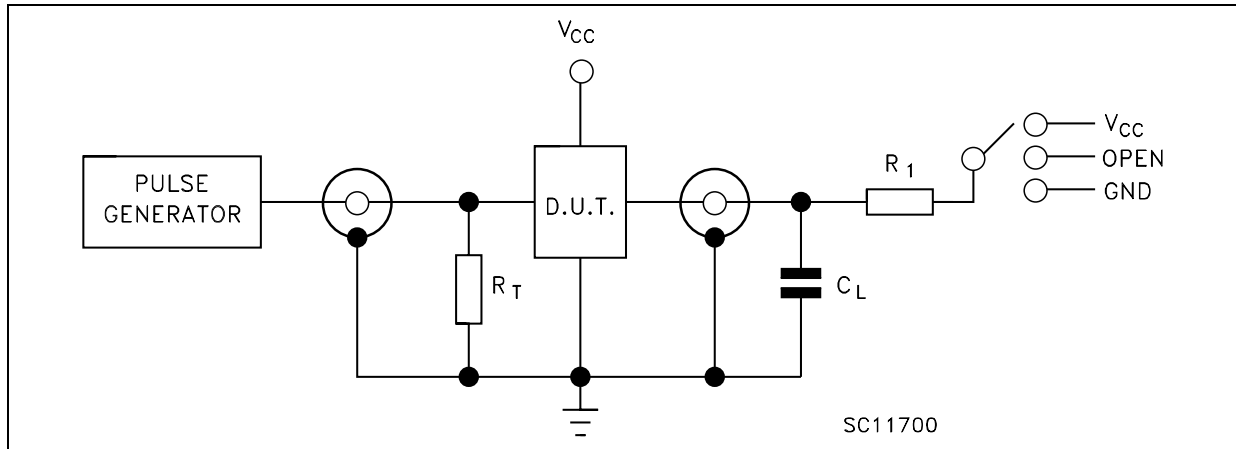 VCC
PULSE
GENERATOR
RT
D.U.T.
CL
R1
VCC
OPEN
GND
SC11700